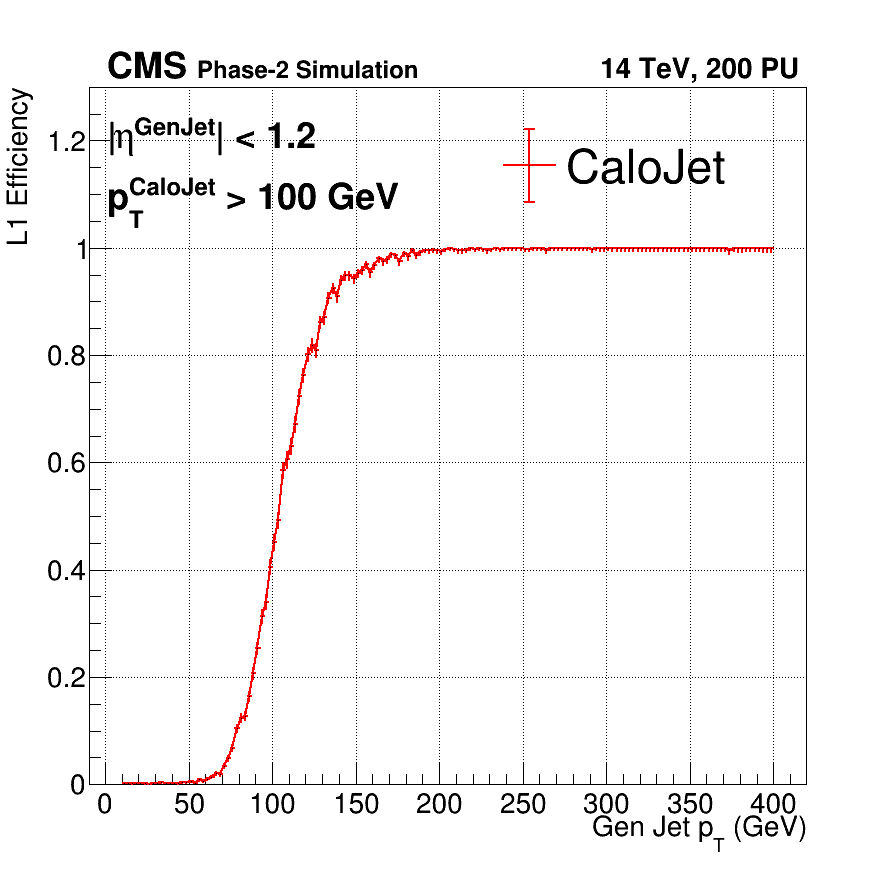 CMS Phase-2 Simulation 14 TeV, 200 PU
L1 Efficiency
|η^GenJet| < 1.2
p_T^CaloJet > 100 GeV
CaloJet
1.2
1
0.8
0.6
0.4
0.2
0
0 50 100 150 200 250 300 350 400
Gen Jet p_T (GeV)